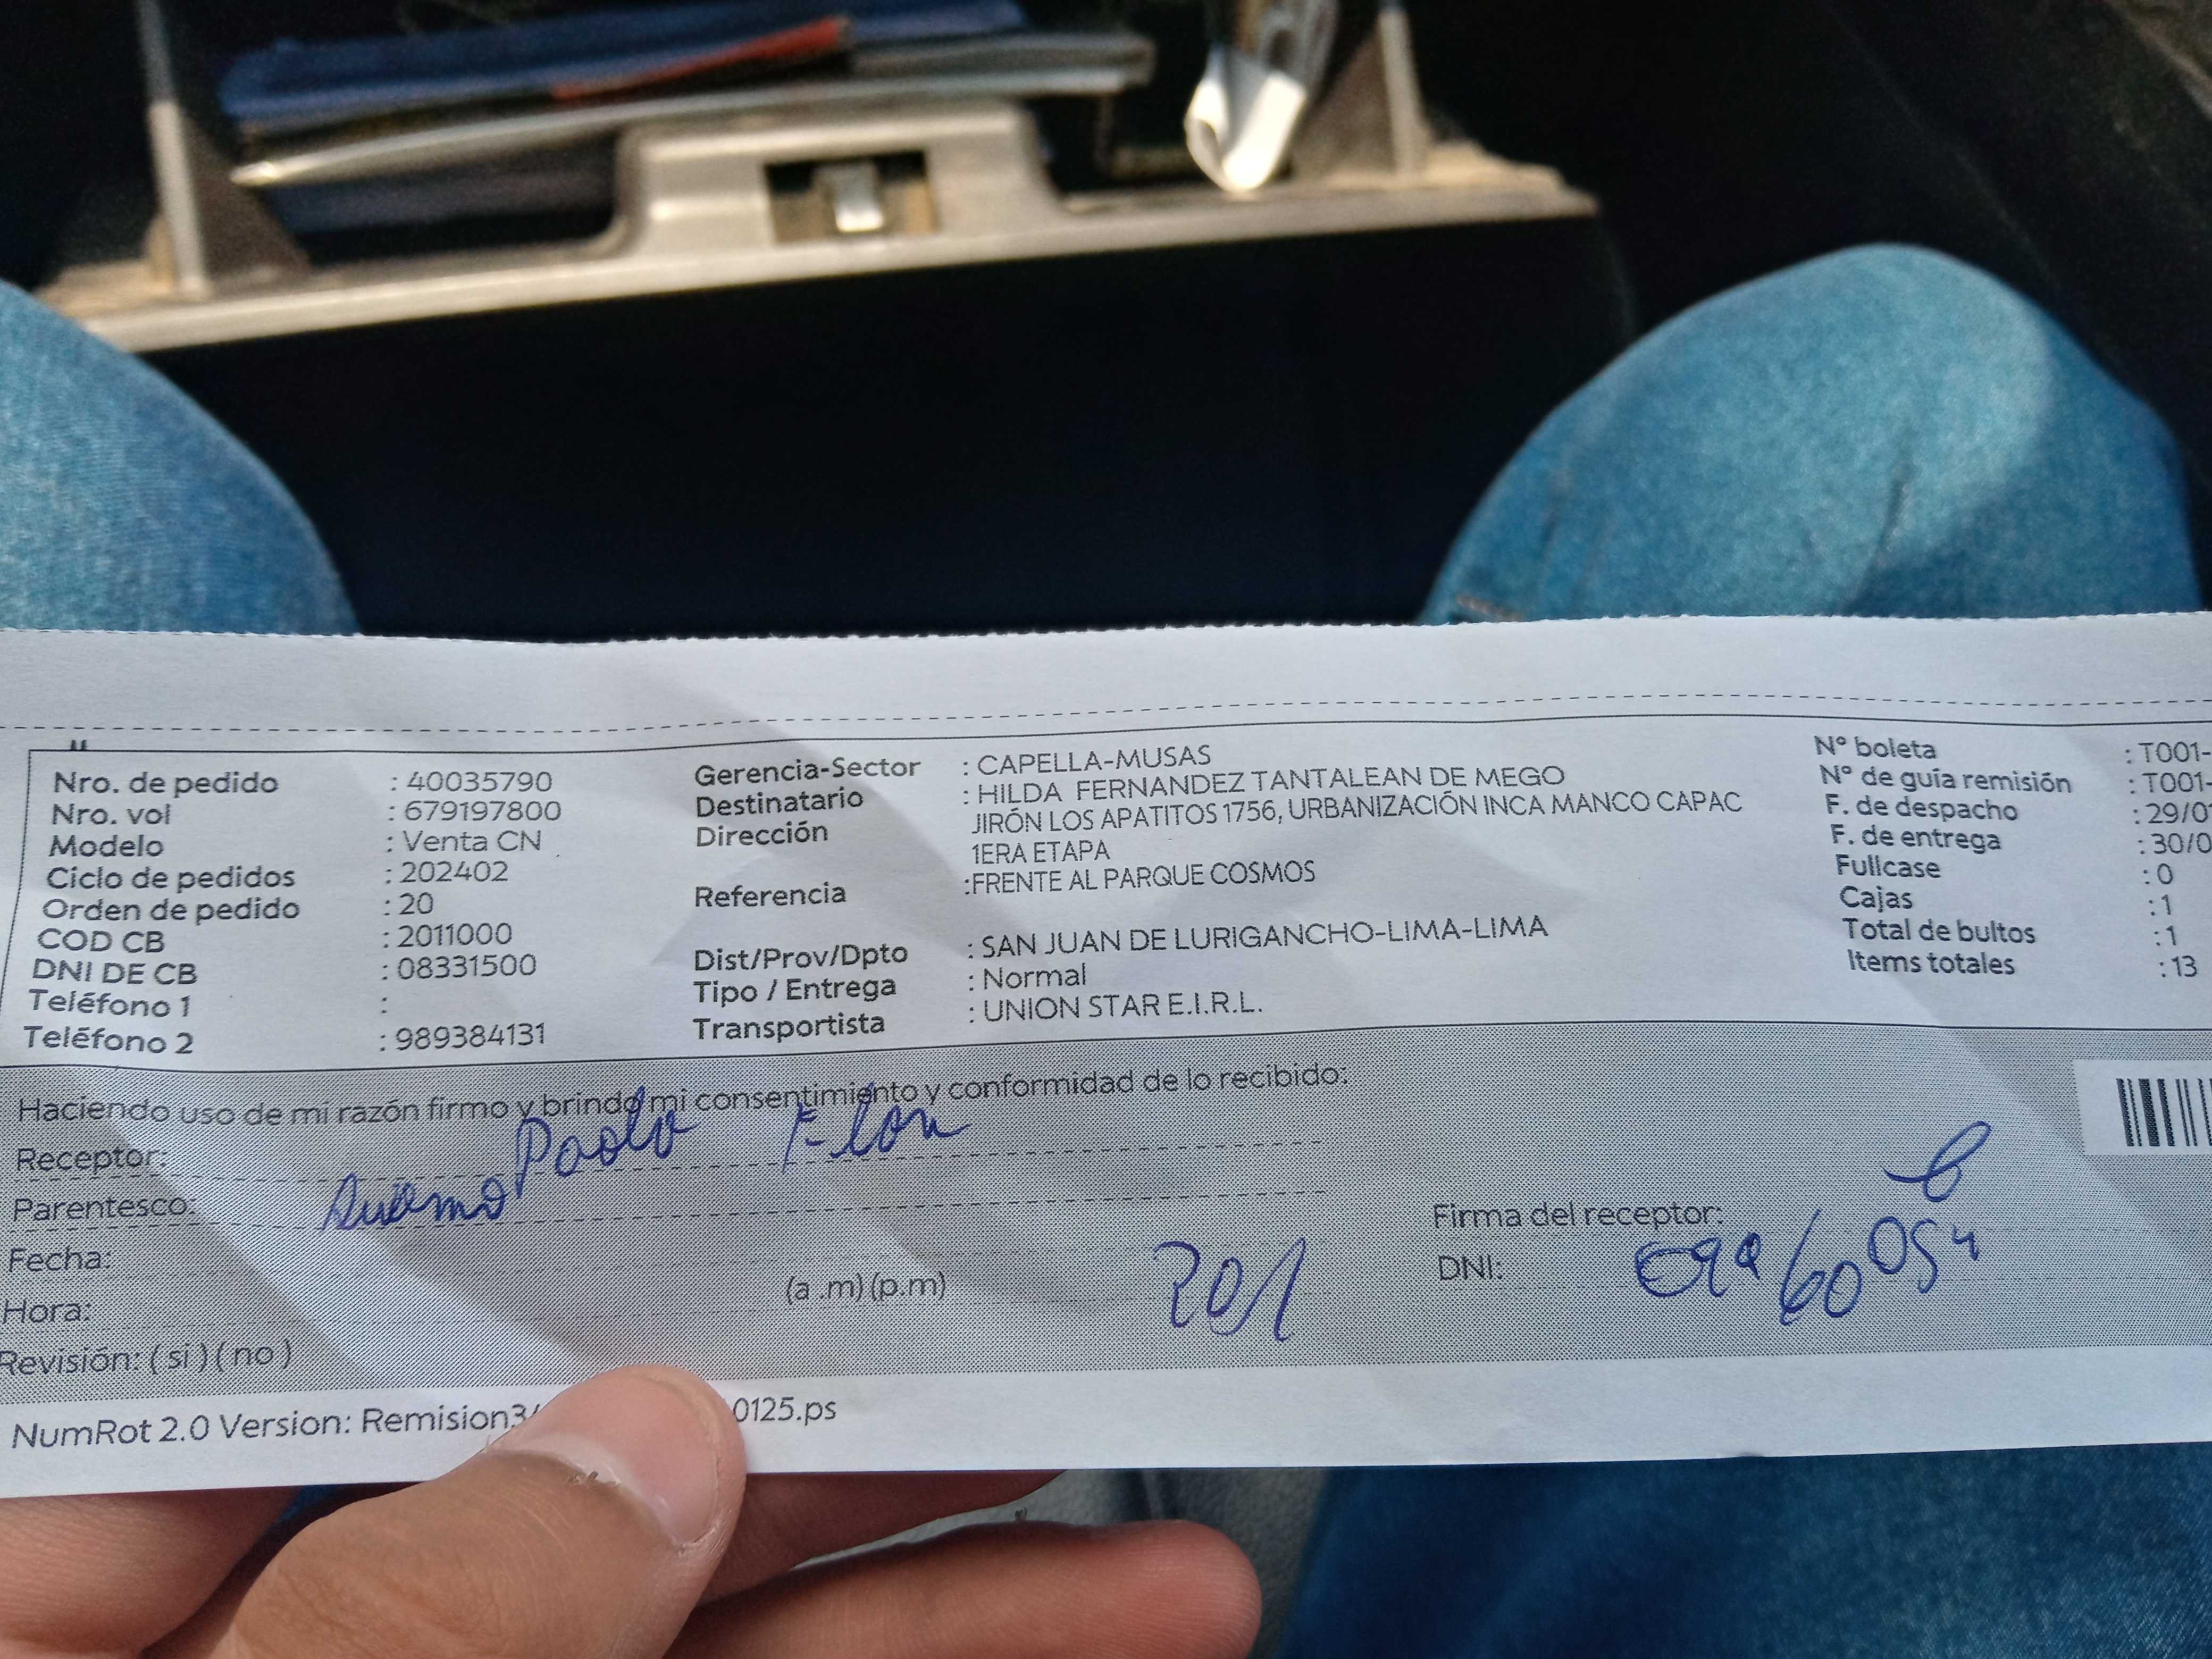 Nro. de pedido : 40035790
Nro. vol : 679197800
Modelo : Venta CN
Ciclo de pedidos : 202402
Orden de pedido : 20
COD CB : 2011000
DNI DE CB : 08331500
Teléfono 1 :
Teléfono 2 : 989384131
Gerencia-Sector : CAPELLA-MUSAS
Destinatario : HILDA FERNANDEZ TANTALEAN DE MEGO
Dirección JIRÓN LOS APATITOS 1756, URBANIZACIÓN INCA MANCO CAPAC
1ERA ETAPA
Referencia :FRENTE AL PARQUE COSMOS
Dist/Prov/Dpto : SAN JUAN DE LURIGANCHO-LIMA-LIMA
Tipo / Entrega : Normal
Transportista : UNION STAR E.I.R.L.
N° boleta : T001-
N° de guía remisión : T001-
F. de despacho : 29/0
F. de entrega : 30/0
Fullcase : 0
Cajas : 1
Total de bultos : 1
Items totales : 13
Haciendo uso de mi razón firmo y brindo mi consentimiento y conformidad de lo recibido:
Receptor: Paolo
Parentesco:
Fecha:
Hora: (a .m) (p.m) 201
Revisión: ( si ) ( no )
Firma del receptor:
DNI:
NumRot 2.0 Version: Remision3 0125.ps